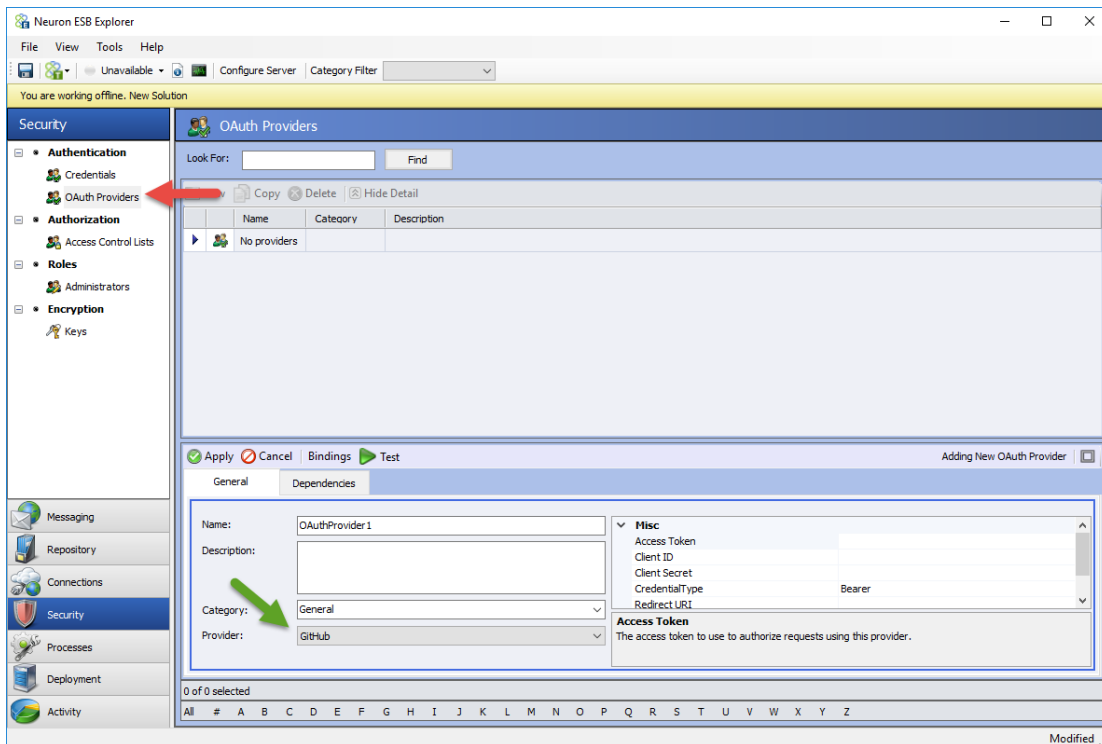 Neuron ESB Explorer
File View Tools Help
Unavailable Configure Server Category Filter
You are working offline. New Solution
Security
OAuth Providers
Authentication
Credentials
OAuth Providers
Authorization
Access Control Lists
Roles
Administrators
Encryption
Keys
Look For: Find
Copy Delete Hide Detail
Name Category Description
No providers
Apply Cancel Bindings Test Adding New OAuth Provider
General Dependencies
Name: OAuthProvider1
Description:
Category: General
Provider: GitHub
Misc
Access Token
Client ID
Client Secret
CredentialType Bearer
Redirect URI
Access Token
The access token to use to authorize requests using this provider.
Messaging
Repository
Connections
Security
Processes
Deployment
Activity
0 of 0 selected
All # A B C D E F G H I J K L M N O P Q R S T U V W X Y Z
Modified